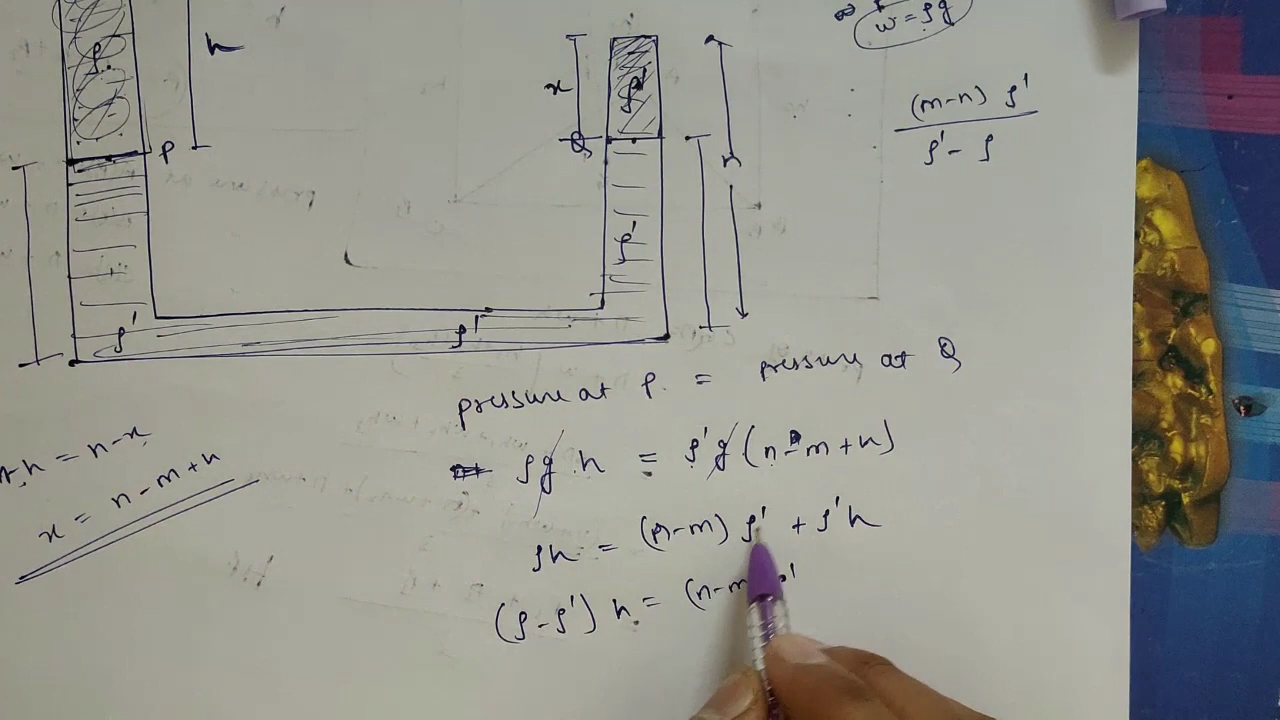 w = ρg
h
ρ
x
ρ'
P
Q
n
(m-n) ρ'
ρ' - ρ
ρ'
ρ'
ρ'
pressure at P = pressure at Q
ρg h = ρ'g (n-m+h)
ρh = (n-m) ρ' + ρ'h
(ρ-ρ') h = (n-m
m-h = n-x
x = n-m+h